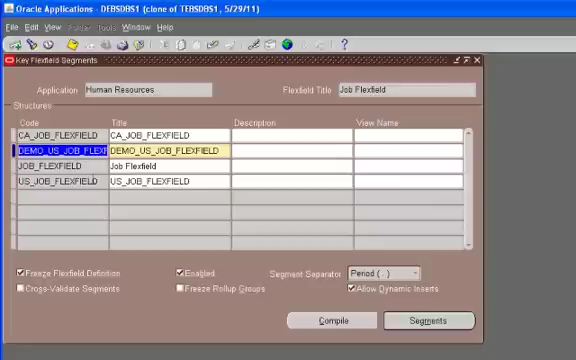 Oracle Applications - DEBSDBS1 (clone of TEBSDBS1, 5/29/11)
File Edit View Folder Tools Window Help
Key Flexfield Segments
Application Human Resources Flexfield Title Job Flexfield
Structures
Code Title Description View Name
CA_JOB_FLEXFIELD CA_JOB_FLEXFIELD
DEMO_US_JOB_FLEXF DEMO_US_JOB_FLEXFIELD
JOB_FLEXFIELD Job Flexfield
US_JOB_FLEXFIELD US_JOB_FLEXFIELD
Freeze Flexfield Definition Enabled Segment Separator Period ( . )
Cross-Validate Segments Freeze Rollup Groups Allow Dynamic Inserts
Compile Segments